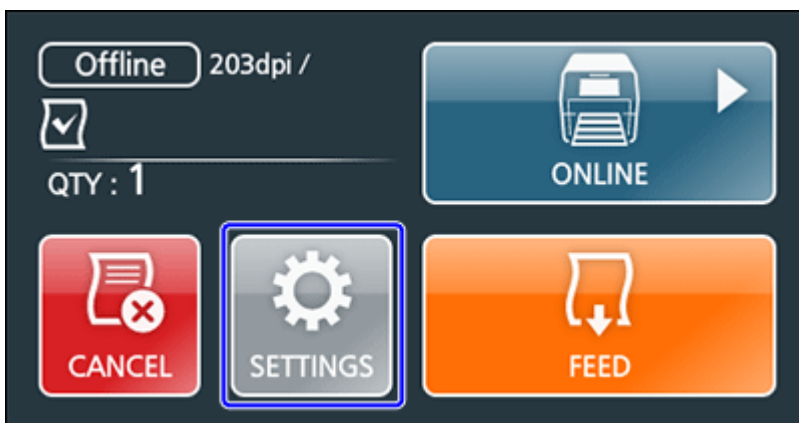 Offline 203dpi /
ONLINE
QTY : 1
CANCEL
SETTINGS
FEED